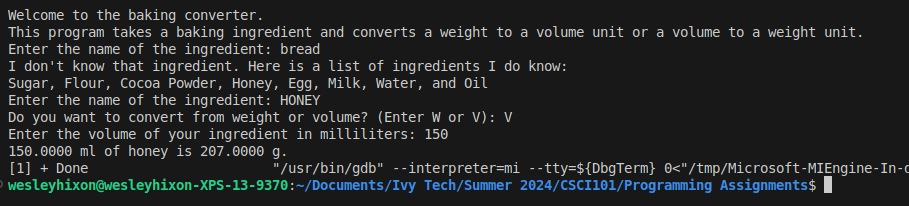 Welcome to the baking converter.
This program takes a baking ingredient and converts a weight to a volume unit or a volume to a weight unit.
Enter the name of the ingredient: bread
I don't know that ingredient. Here is a list of ingredients I do know:
Sugar, Flour, Cocoa Powder, Honey, Egg, Milk, Water, and Oil
Enter the name of the ingredient: HONEY
Do you want to convert from weight or volume? (Enter W or V): V
Enter the volume of your ingredient in milliliters: 150
150.0000 ml of honey is 207.0000 g.
[1] + Done                       "/usr/bin/gdb" --interpreter=mi --tty=${DbgTerm} 0<"/tmp/Microsoft-MIEngine-In-
wesleyhixon@wesleyhixon-XPS-13-9370:~/Documents/Ivy Tech/Summer 2024/CSCI101/Programming Assignments$